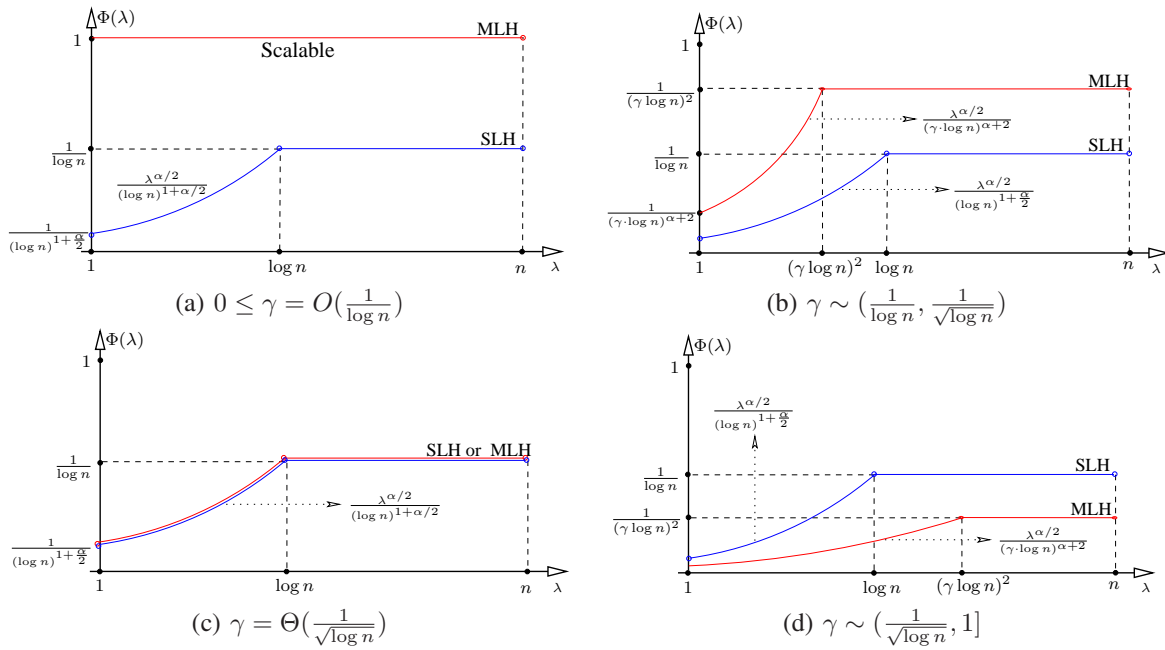 Φ(λ)
1
MLH
Scalable
1/log n
SLH
λ^{α/2}/(log n)^{1+α/2}
1/(log n)^{1+α/2}
1
log n
n
λ
(a) 0 ≤ γ = O(1/log n)
Φ(λ)
1
1/(γ log n)^2
MLH
λ^{α/2}/(γ·log n)^{α+2}
1/log n
SLH
λ^{α/2}/(log n)^{1+α/2}
1/(γ·log n)^{α+2}
1
(γ log n)^2
log n
n
λ
(b) γ ∼ (1/log n, 1/√log n)
Φ(λ)
1
1/log n
SLH or MLH
λ^{α/2}/(log n)^{1+α/2}
1/(log n)^{1+α/2}
1
log n
n
λ
(c) γ = Θ(1/√log n)
Φ(λ)
1
λ^{α/2}/(log n)^{1+α/2}
1/log n
SLH
1/(γ log n)^2
MLH
λ^{α/2}/(γ·log n)^{α+2}
1
log n
(γ log n)^2
n
λ
(d) γ ∼ (1/√log n, 1]